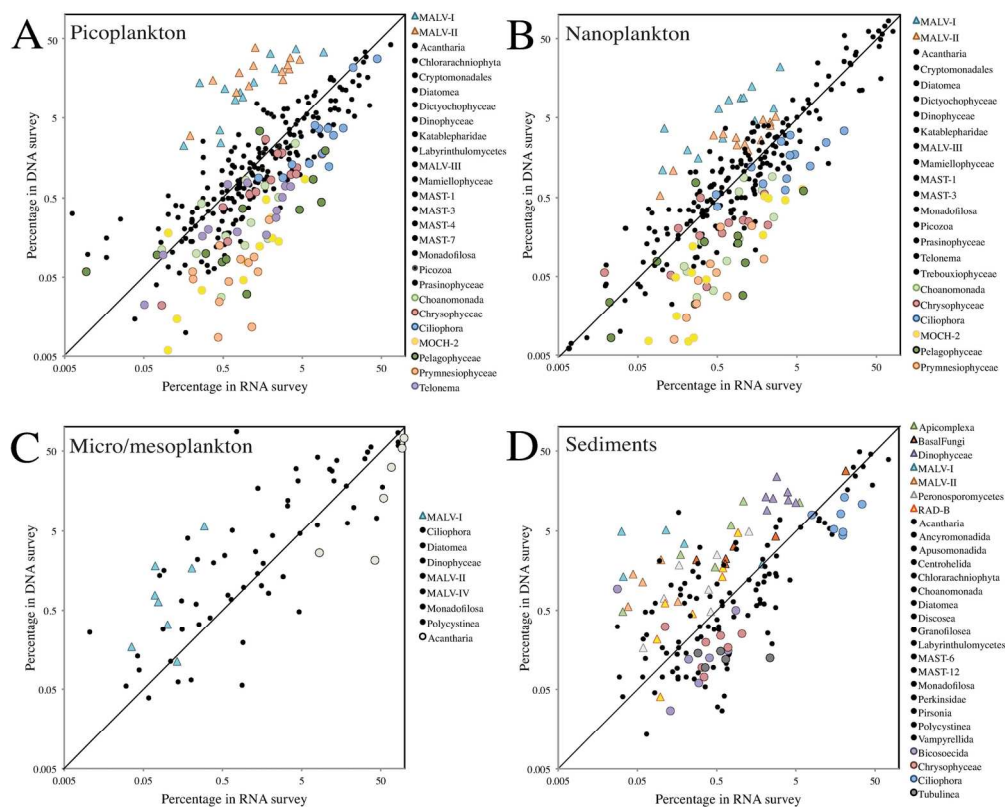 A
Picoplankton
Percentage in DNA survey
50
5
0.5
0.05
0.005
0.005
0.05
0.5
5
50
Percentage in RNA survey
MALV-I
MALV-II
Acantharia
Chlorarachniophyta
Cryptomonadales
Diatomea
Dictyochophyceae
Dinophyceae
Katablepharidae
Labyrinthulomycetes
MALV-III
Mamiellophyceae
MAST-1
MAST-3
MAST-4
MAST-7
Monadofilosa
Picozoa
Prasinophyceae
Choanomonada
Chrysophyceae
Ciliophora
MOCH-2
Pelagophyceae
Prymnesiophyceae
Telonema
B
Nanoplankton
Percentage in DNA survey
50
5
0.5
0.05
0.005
0.005
0.05
0.5
5
50
Percentage in RNA survey
MALV-I
MALV-II
Acantharia
Cryptomonadales
Diatomea
Dictyochophyceae
Dinophyceae
Katablepharidae
MALV-III
Mamiellophyceae
MAST-1
MAST-3
Monadofilosa
Picozoa
Prasinophyceae
Telonema
Trebouxiophyceae
Choanomonada
Chrysophyceae
Ciliophora
MOCH-2
Pelagophyceae
Prymnesiophyceae
C
Micro/mesoplankton
Percentage in DNA survey
50
5
0.5
0.05
0.005
0.005
0.05
0.5
5
50
Percentage in RNA survey
MALV-I
Ciliophora
Diatomea
Dinophyceae
MALV-II
MALV-IV
Monadofilosa
Polycystinea
Acantharia
D
Sediments
Percentage in DNA survey
50
5
0.5
0.05
0.005
0.005
0.05
0.5
5
50
Percentage in RNA survey
Apicomplexa
BasalFungi
Dinophyceae
MALV-I
MALV-II
Peronosporomycetes
RAD-B
Acantharia
Ancyromonadida
Apusomonadida
Centrohelida
Chlorarachniophyta
Choanomonada
Diatomea
Discosea
Granofilosea
Labyrinthulomycetes
MAST-6
MAST-12
Monadofilosa
Perkinsidae
Pirsonia
Polycystinea
Vampyrellida
Bicosoecida
Chrysophyceae
Ciliophora
Tubulinea